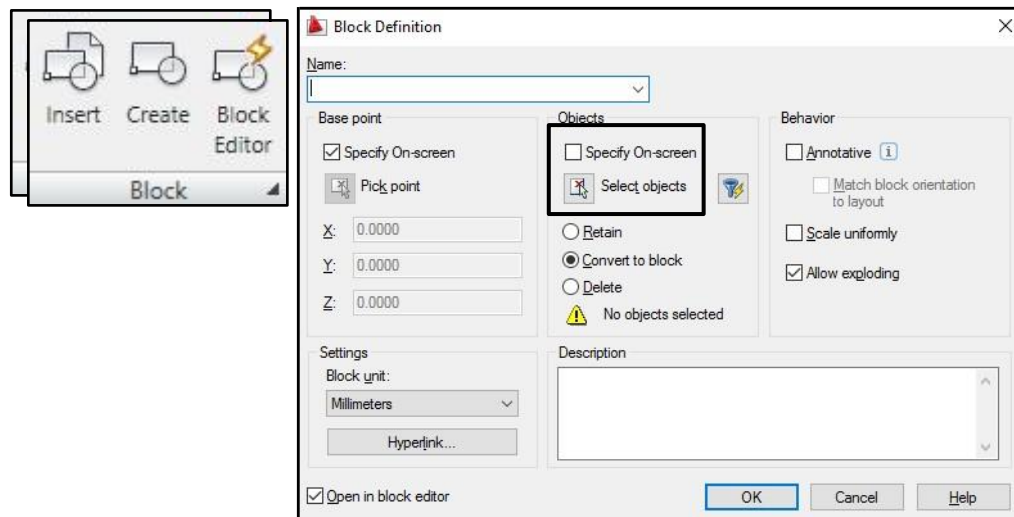 Insert Create Block
Editor
Block
Block Definition
Name:
Base point
Specify On-screen
Pick point
X: 0.0000
Y: 0.0000
Z: 0.0000
Objects
Specify On-screen
Select objects
Retain
Convert to block
Delete
No objects selected
Behavior
Annotative i
Match block orientation
to layout
Scale uniformly
Allow exploding
Settings
Block unit:
Millimeters
Hyperlink...
Description
Open in block editor
OK Cancel Help